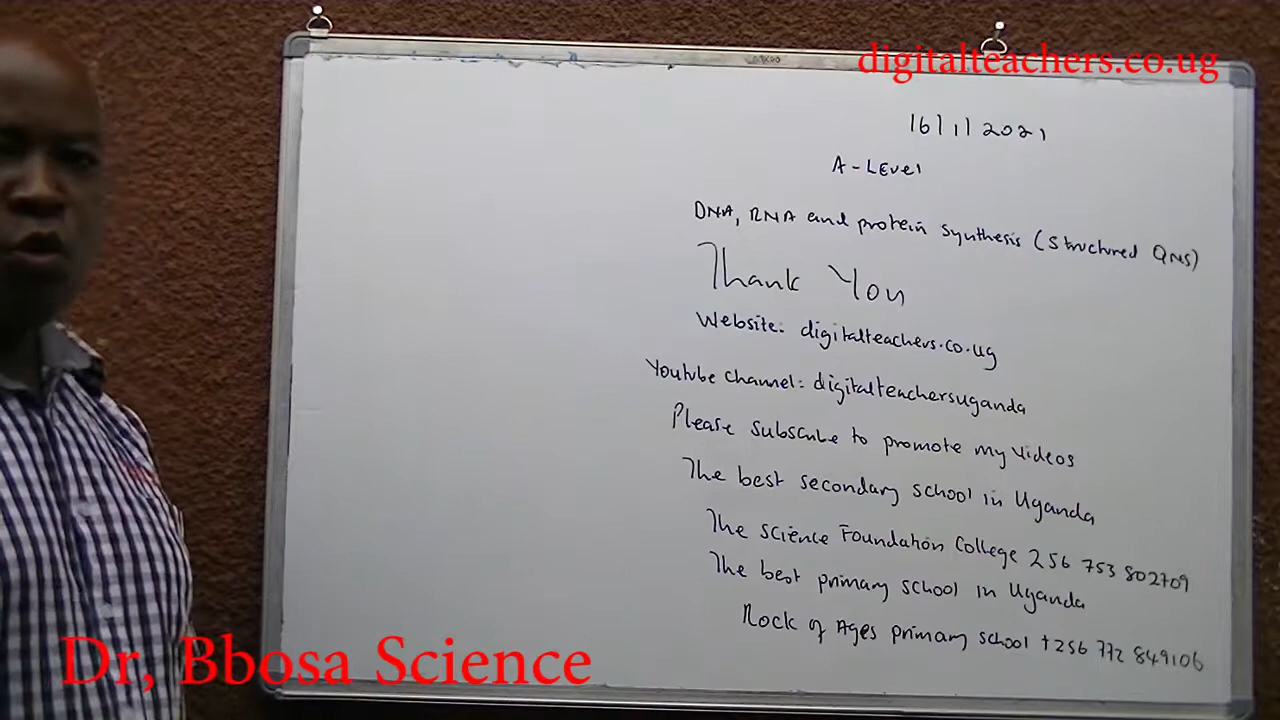 digitalteachers.co.ug
16/1/2021
A-Level
DNA, RNA and protein synthesis (structured QNS)
Thank You
Website: digitalteachers.co.ug
Youtube channel: digitalteachersuganda
Please subscribe to promote my videos
The best secondary school in Uganda
The science Foundation College 256 753 802709
The best primary school in Uganda
Rock of Ages primary school +256 772 849106
Dr, Bbosa Science